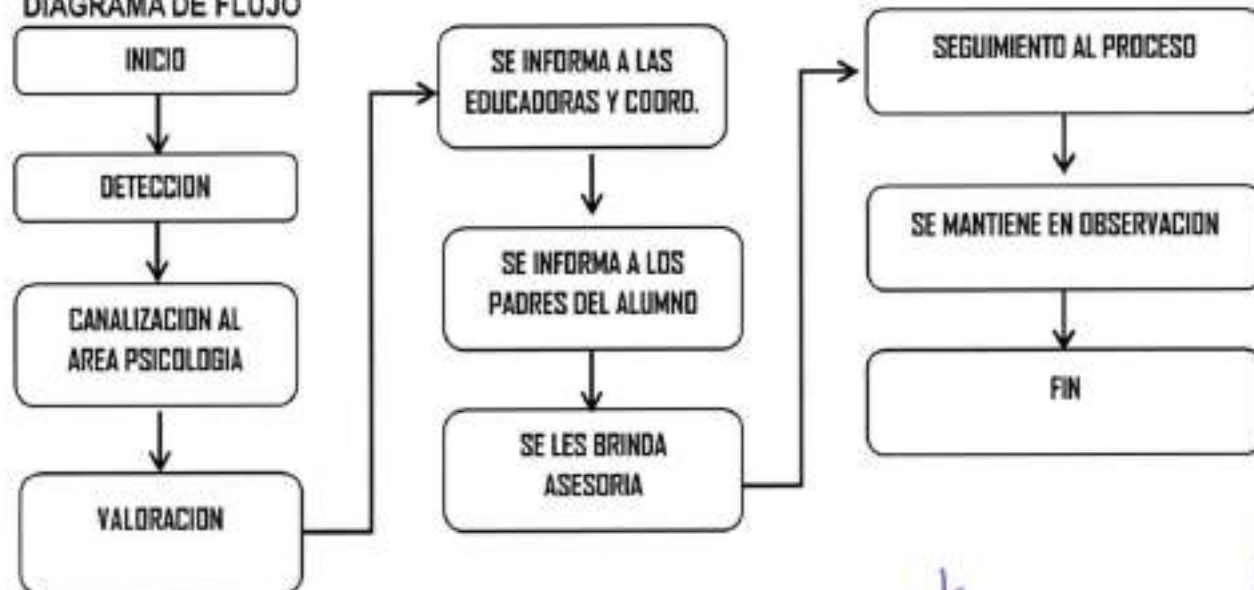 DIAGRAMA DE FLUJO
INICIO
DETECCION
CANALIZACION AL
AREA PSICOLOGIA
VALORACION
SE INFORMA A LAS
EDUCADORAS Y COORD.
SE INFORMA A LOS
PADRES DEL ALUMNO
SE LES BRINDA
ASESORIA
SEGUIMIENTO AL PROCESO
SE MANTIENE EN OBSERVACION
FIN